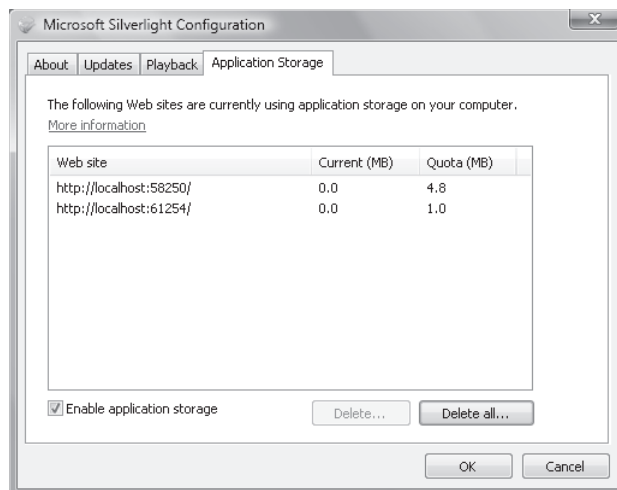 Microsoft Silverlight Configuration
X
About Updates Playback Application Storage
The following Web sites are currently using application storage on your computer.
More information
Web site Current (MB) Quota (MB)
http://localhost:58250/ 0.0 4.8
http://localhost:61254/ 0.0 1.0
Enable application storage Delete... Delete all...
OK Cancel